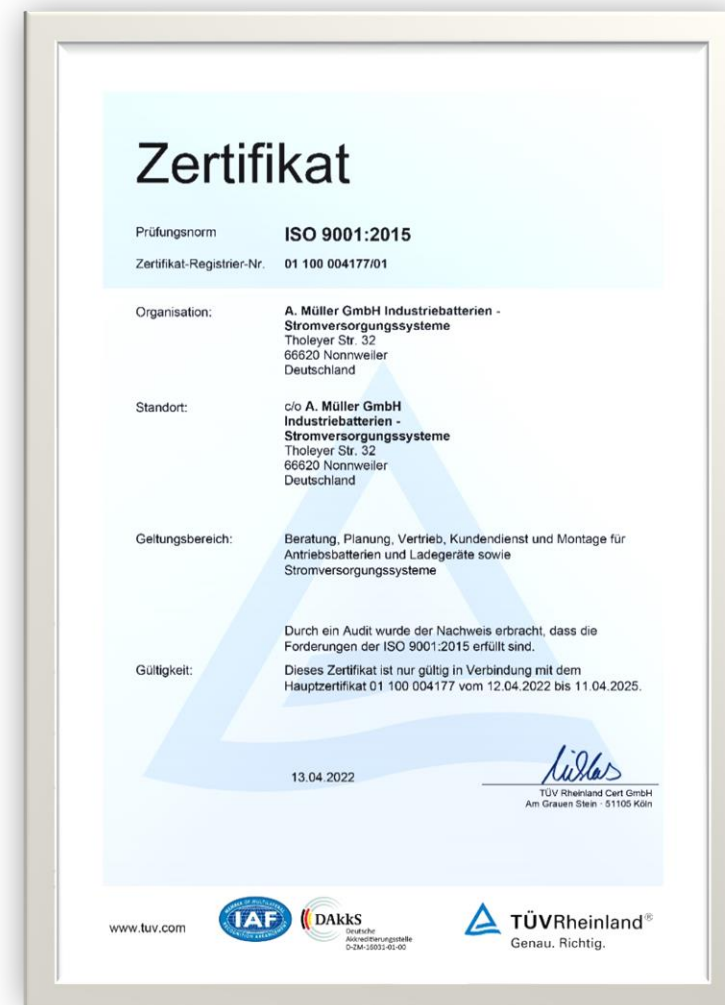 Zertifikat
Prüfungsnorm ISO 9001:2015
Zertifikat-Registrier-Nr. 01 100 004177/01
Organisation: A. Müller GmbH Industriebatterien -
Stromversorgungssysteme
Tholeyer Str. 32
66620 Nonnweiler
Deutschland
Standort: c/o A. Müller GmbH
Industriebatterien -
Stromversorgungssysteme
Tholeyer Str. 32
66620 Nonnweiler
Deutschland
Geltungsbereich: Beratung, Planung, Vertrieb, Kundendienst und Montage für
Antriebsbatterien und Ladegeräte sowie
Stromversorgungssysteme
Durch ein Audit wurde der Nachweis erbracht, dass die
Forderungen der ISO 9001:2015 erfüllt sind.
Gültigkeit: Dieses Zertifikat ist nur gültig in Verbindung mit dem
Hauptzertifikat 01 100 004177 vom 12.04.2022 bis 11.04.2025.
13.04.2022
TÜV Rheinland Cert GmbH
Am Grauen Stein · 51105 Köln
www.tuv.com
MEMBER OF MULTILATERAL
IAF
RECOGNITION ARRANGEMENT
DAkkS
Deutsche
Akkreditierungsstelle
D-ZM-16031-01-00
TÜVRheinland®
Genau. Richtig.